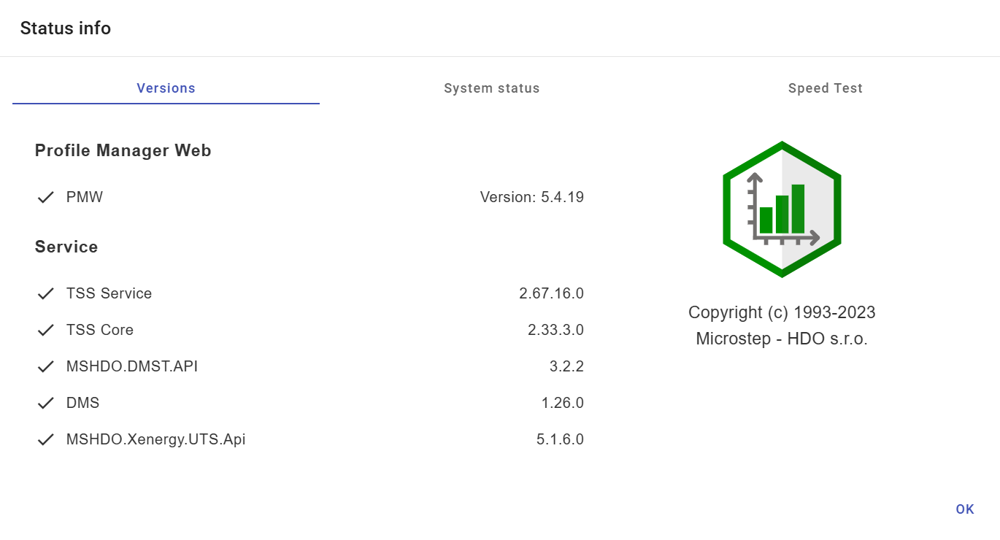 Status info
Versions
System status
Speed Test
Profile Manager Web
PMW
Version: 5.4.19
Service
TSS Service
2.67.16.0
TSS Core
2.33.3.0
MSHDO.DMST.API
3.2.2
DMS
1.26.0
MSHDO.Xenergy.UTS.Api
5.1.6.0
Copyright (c) 1993-2023
Microstep - HDO s.r.o.
OK